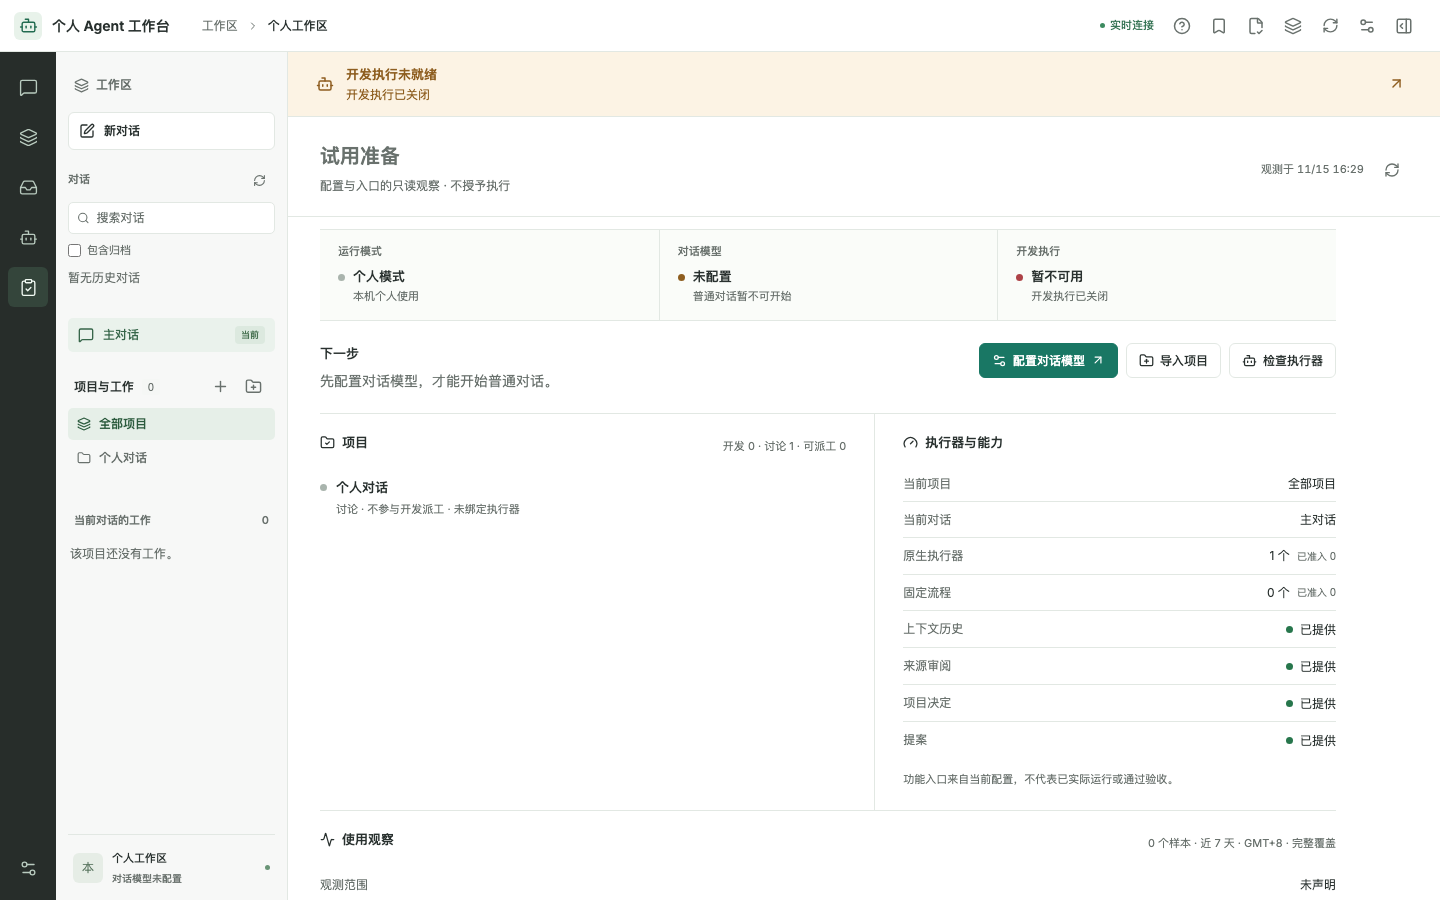 个人 Agent 工作台
工作区 > 个人工作区
实时连接
工作区
新对话
对话
搜索对话
包含归档
暂无历史对话
主对话 当前
项目与工作 0
全部项目
个人对话
当前对话的工作 0
该项目还没有工作。
本
个人工作区
对话模型未配置
开发执行未就绪
开发执行已关闭
试用准备
配置与入口的只读观察 · 不授予执行
观测于 11/15 16:29
运行模式
个人模式
本机个人使用
对话模型
未配置
普通对话暂不可开始
开发执行
暂不可用
开发执行已关闭
下一步
先配置对话模型，才能开始普通对话。
配置对话模型
导入项目
检查执行器
项目
开发 0 · 讨论 1 · 可派工 0
个人对话
讨论 · 不参与开发派工 · 未绑定执行器
执行器与能力
当前项目 全部项目
当前对话 主对话
原生执行器 1 个 已准入 0
固定流程 0 个 已准入 0
上下文历史 已提供
来源审阅 已提供
项目决定 已提供
提案 已提供
功能入口来自当前配置，不代表已实际运行或通过验收。
使用观察
0 个样本 · 近 7 天 · GMT+8 · 完整覆盖
观测范围 未声明